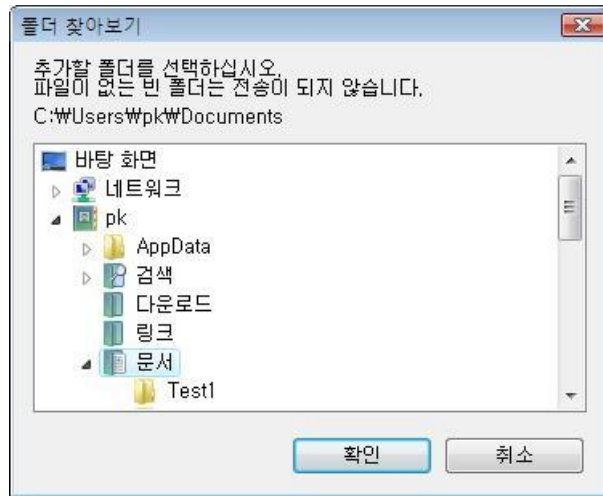 폴더 찾아보기
추가할 폴더를 선택하십시오.
파일이 없는 빈 폴더는 전송이 되지 않습니다.
C:₩Users₩pk₩Documents
바탕 화면
네트워크
pk
AppData
검색
다운로드
링크
문서
Test1
확인 취소